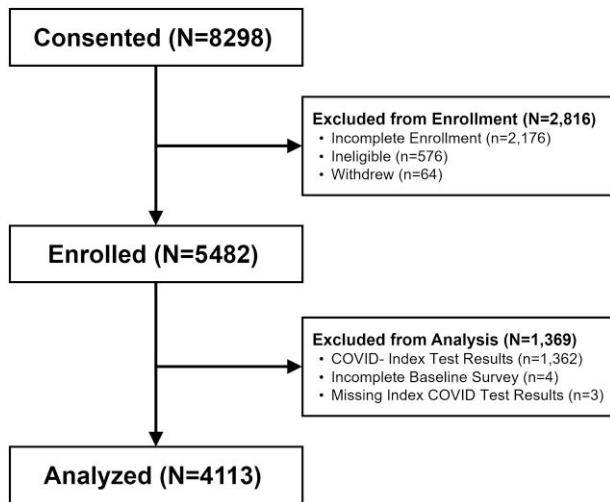 Consented (N=8298)
Excluded from Enrollment (N=2,816)
• Incomplete Enrollment (n=2,176)
• Ineligible (n=576)
• Withdrew (n=64)
Enrolled (N=5482)
Excluded from Analysis (N=1,369)
• COVID- Index Test Results (n=1,362)
• Incomplete Baseline Survey (n=4)
• Missing Index COVID Test Results (n=3)
Analyzed (N=4113)